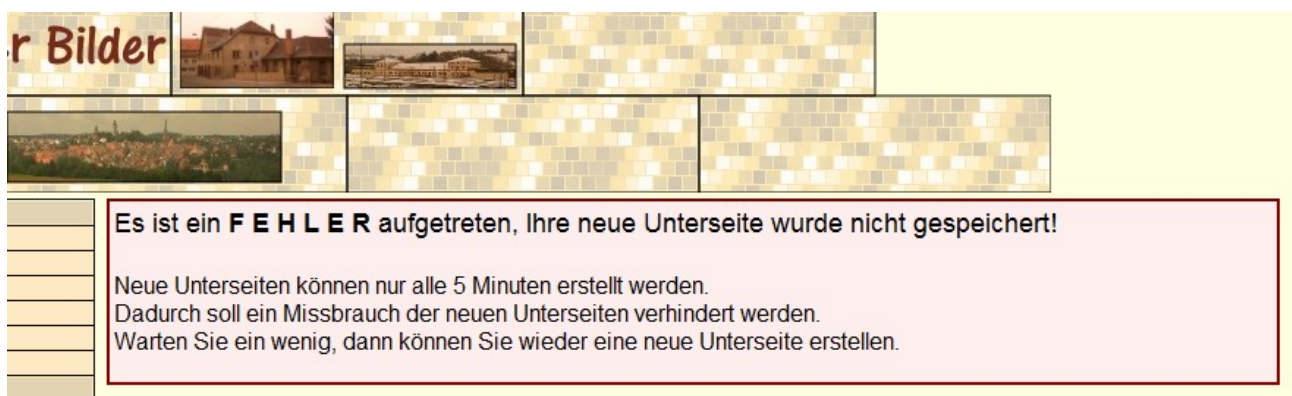 r Bilder
Es ist ein F E H L E R aufgetreten, Ihre neue Unterseite wurde nicht gespeichert!
Neue Unterseiten können nur alle 5 Minuten erstellt werden.
Dadurch soll ein Missbrauch der neuen Unterseiten verhindert werden.
Warten Sie ein wenig, dann können Sie wieder eine neue Unterseite erstellen.